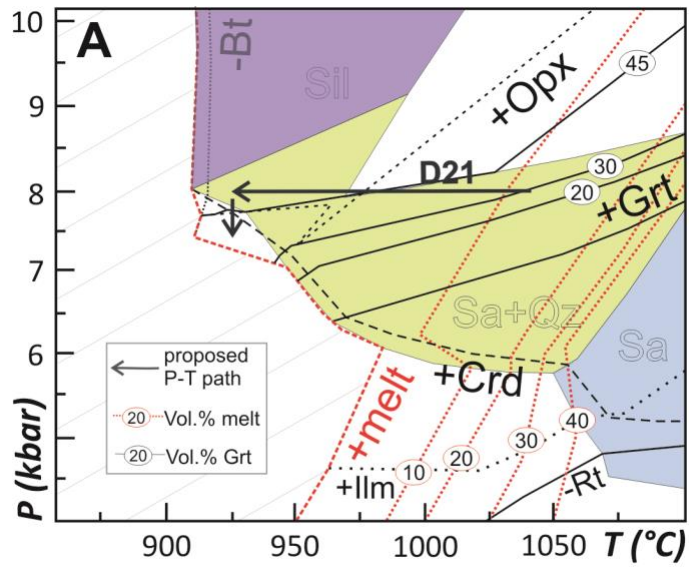 A
10
9
8
7
6
P (kbar)
900
950
1000
1050
T (°C)
-Bt
Sil
+Opx
45
D21
30
20
+Grt
Sa+Qz
Sa
+Crd
+melt
+Ilm
10
20
30
40
-Rt
proposed
P-T path
20 Vol.% melt
20 Vol.% Grt